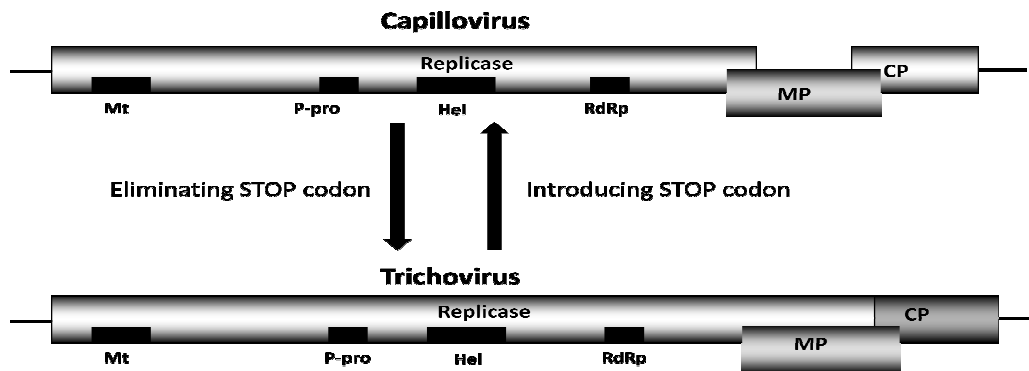 Capillovirus
Replicase
CP
MP
Mt
P-pro
Hel
RdRp
Eliminating STOP codon
Introducing STOP codon
Trichovirus
Replicase
CP
MP
Mt
P-pro
Hel
RdRp